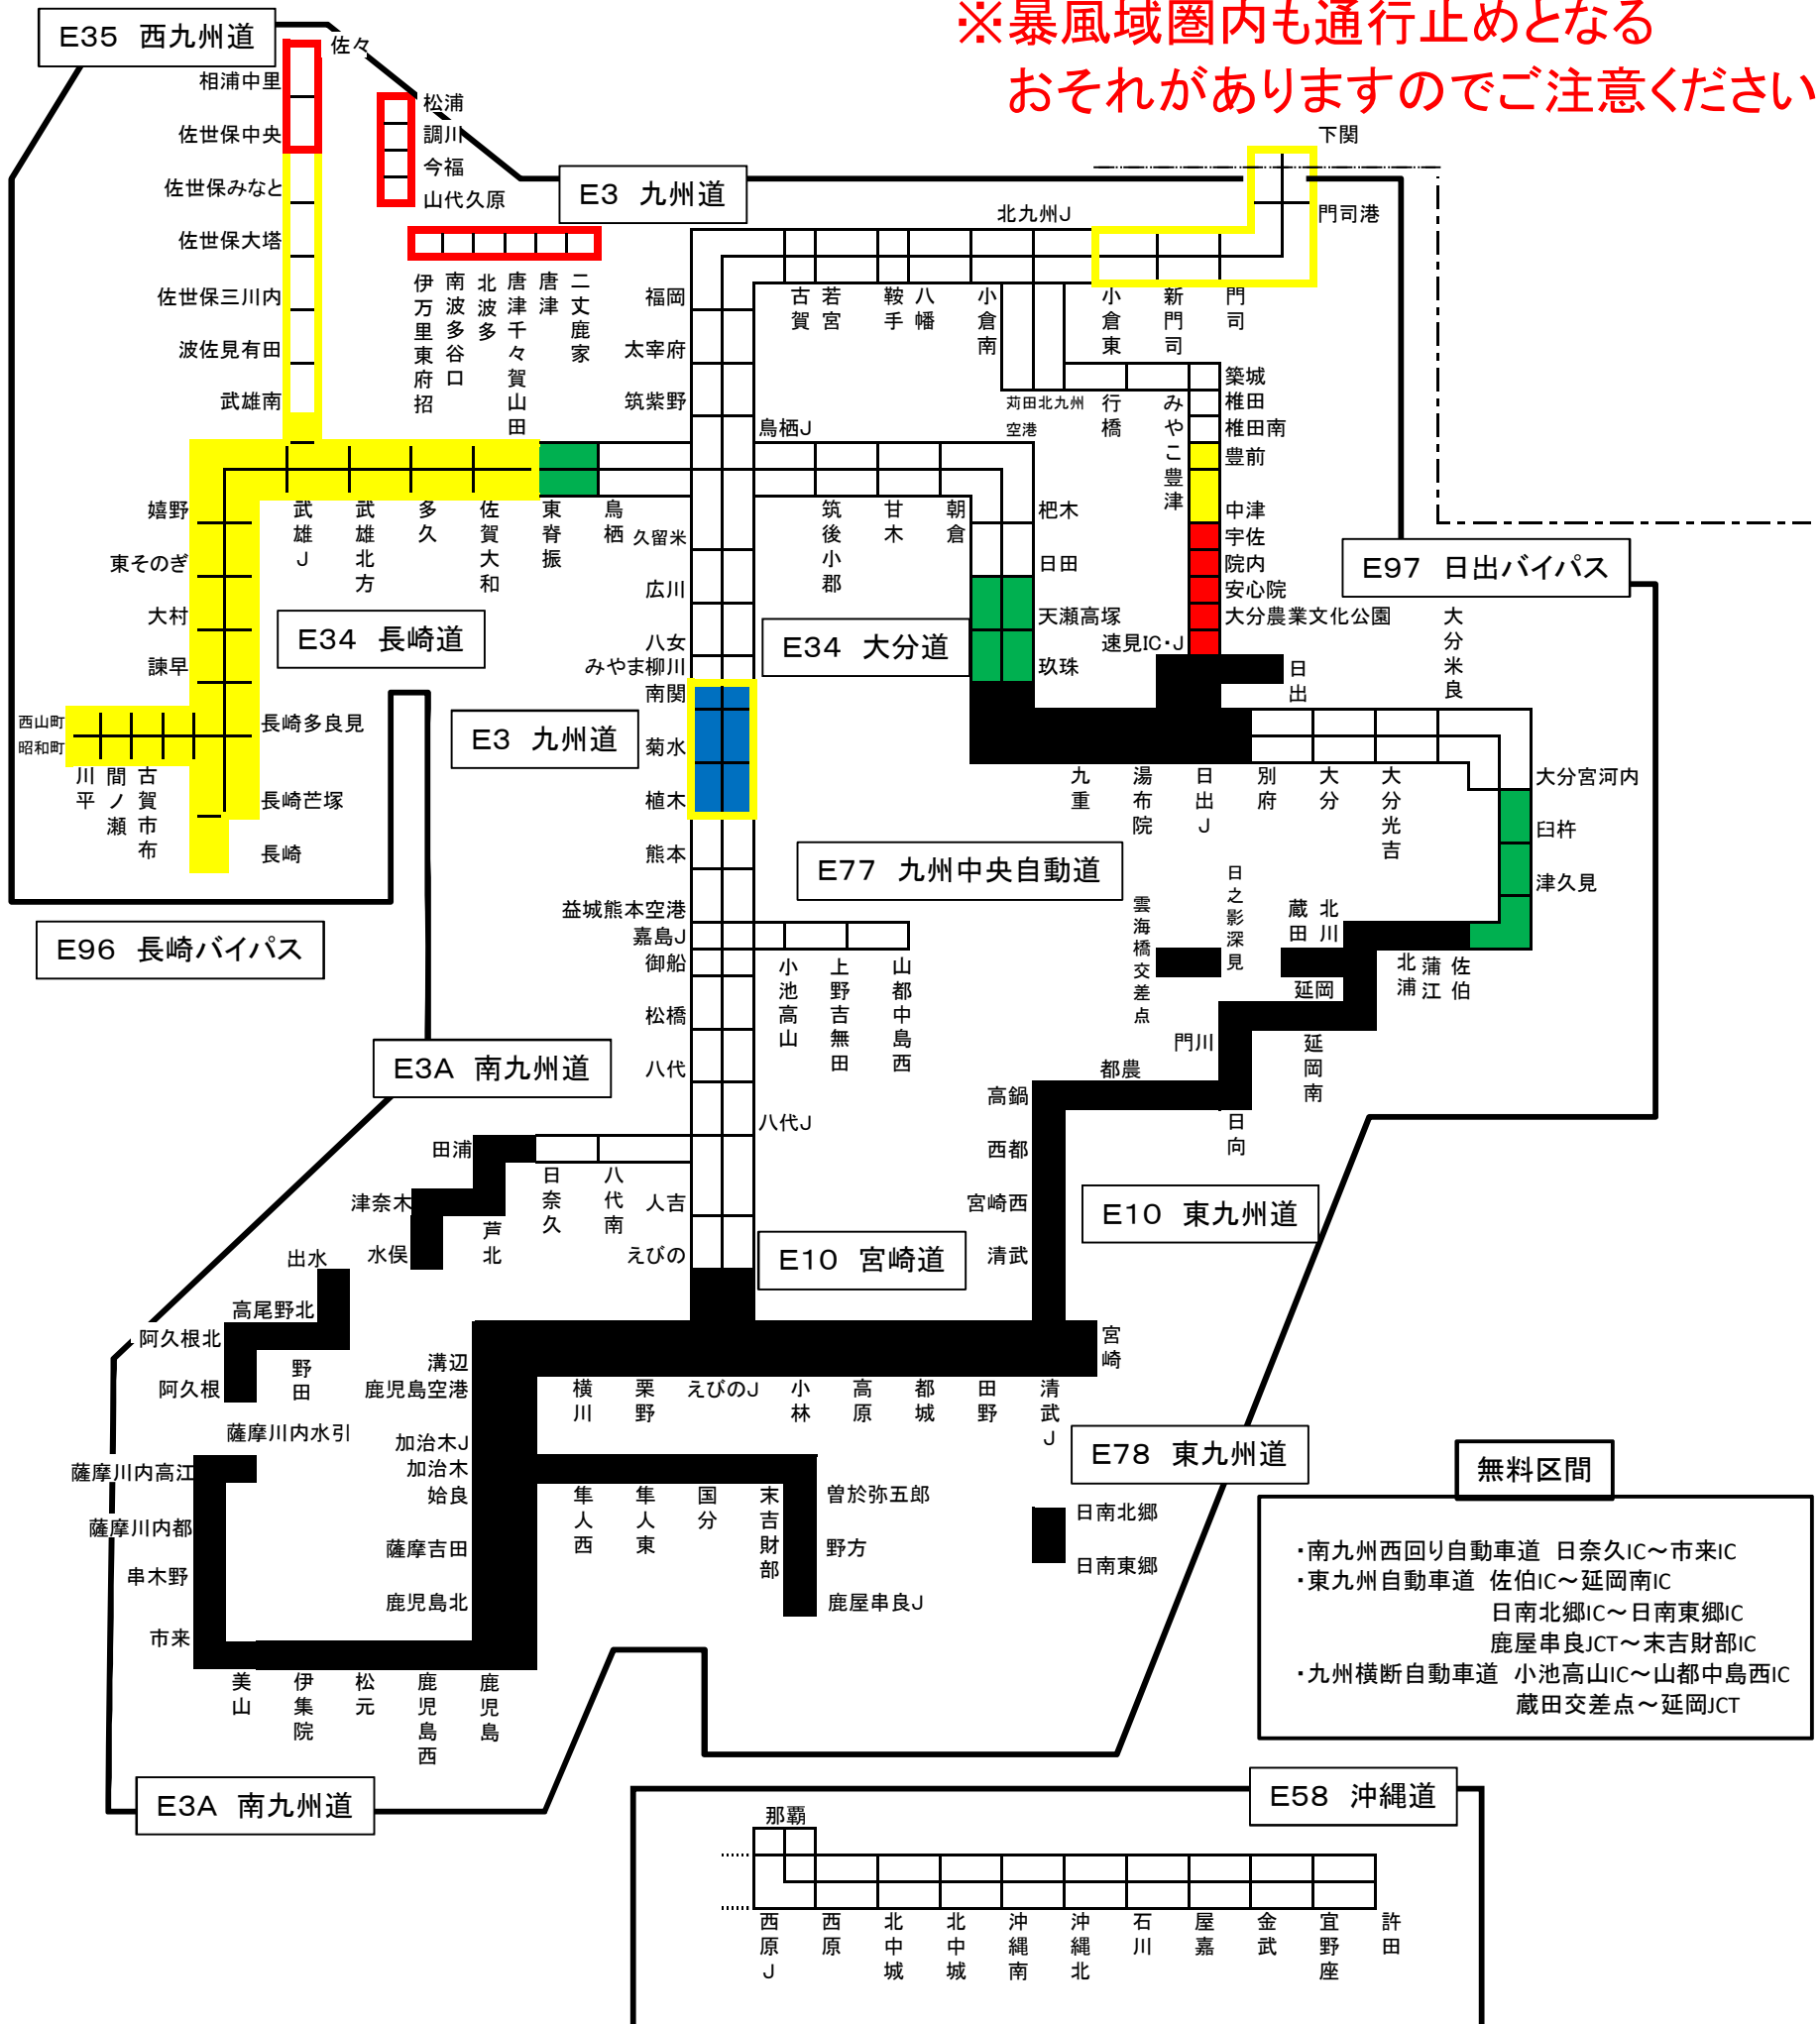 ※暴風域圏内も通行止めとなる
おそれがありますのでご注意ください
E35 西九州道
佐々
相浦中里
佐世保中央
佐世保みなと
佐世保大塔
佐世保三川内
波佐見有田
武雄南
松浦
調川
今福
山代久原
E3 九州道
下関
門司港
北九州J
伊万里東府招
南波多谷口
北波多
唐津千々賀山田
唐津
二丈鹿家
福岡
太宰府
筑紫野
古賀
若宮
鞍手
八幡
小倉南
小倉東
新門司
門司
苅田北九州
空港
行橋
みやこ豊津
築城
椎田
椎田南
豊前
中津
宇佐
院内
安心院
大分農業文化公園
速見IC・J
鳥栖J
嬉野
東そのぎ
大村
諫早
武雄J
武雄北方
多久
佐賀大和
東脊振
鳥栖
久留米
広川
八女
みやま柳川
南関
菊水
植木
熊本
益城熊本空港
嘉島J
御船
松橋
八代
筑後小郡
甘木
朝倉
杷木
日田
天瀬高塚
玖珠
E97 日出バイパス
E34 長崎道
E34 大分道
大分米良
日出
西山町
昭和町
長崎多良見
川平
間ノ瀬
古賀市布
長崎芒塚
長崎
E3 九州道
九重
湯布院
日出J
別府
大分
大分光吉
大分宮河内
臼杵
津久見
E77 九州中央自動道
E96 長崎バイパス
雲海橋交差点
日之影深見
蔵田
北川
延岡
北浦
蒲江
佐伯
小池高山
上野吉無田
山都中島西
門川
延岡南
都農
日向
E3A 南九州道
高鍋
西都
宮崎西
清武
八代J
田浦
津奈木
水俣
芦北
日奈久
八代南
人吉
えびの
E10 東九州道
E10 宮崎道
出水
高尾野北
阿久根北
阿久根
野田
溝辺
鹿児島空港
横川
栗野
えびのJ
小林
高原
都城
田野
清武J
宮崎
薩摩川内水引
薩摩川内高江
薩摩川内都
串木野
市来
加治木J
加治木
姶良
薩摩吉田
鹿児島北
隼人西
隼人東
国分
末吉財部
曽於弥五郎
野方
鹿屋串良J
E78 東九州道
日南北郷
日南東郷
美山
伊集院
松元
鹿児島西
鹿児島
無料区間
・南九州西回り自動車道 日奈久IC～市来IC
・東九州自動車道 佐伯IC～延岡南IC
日南北郷IC～日南東郷IC
鹿屋串良JCT～末吉財部IC
・九州横断自動車道 小池高山IC～山都中島西IC
蔵田交差点～延岡JCT
E3A 南九州道
E58 沖縄道
那覇
西原J
西原
北中城
北中城
沖縄南
沖縄北
石川
屋嘉
金武
宜野座
許田